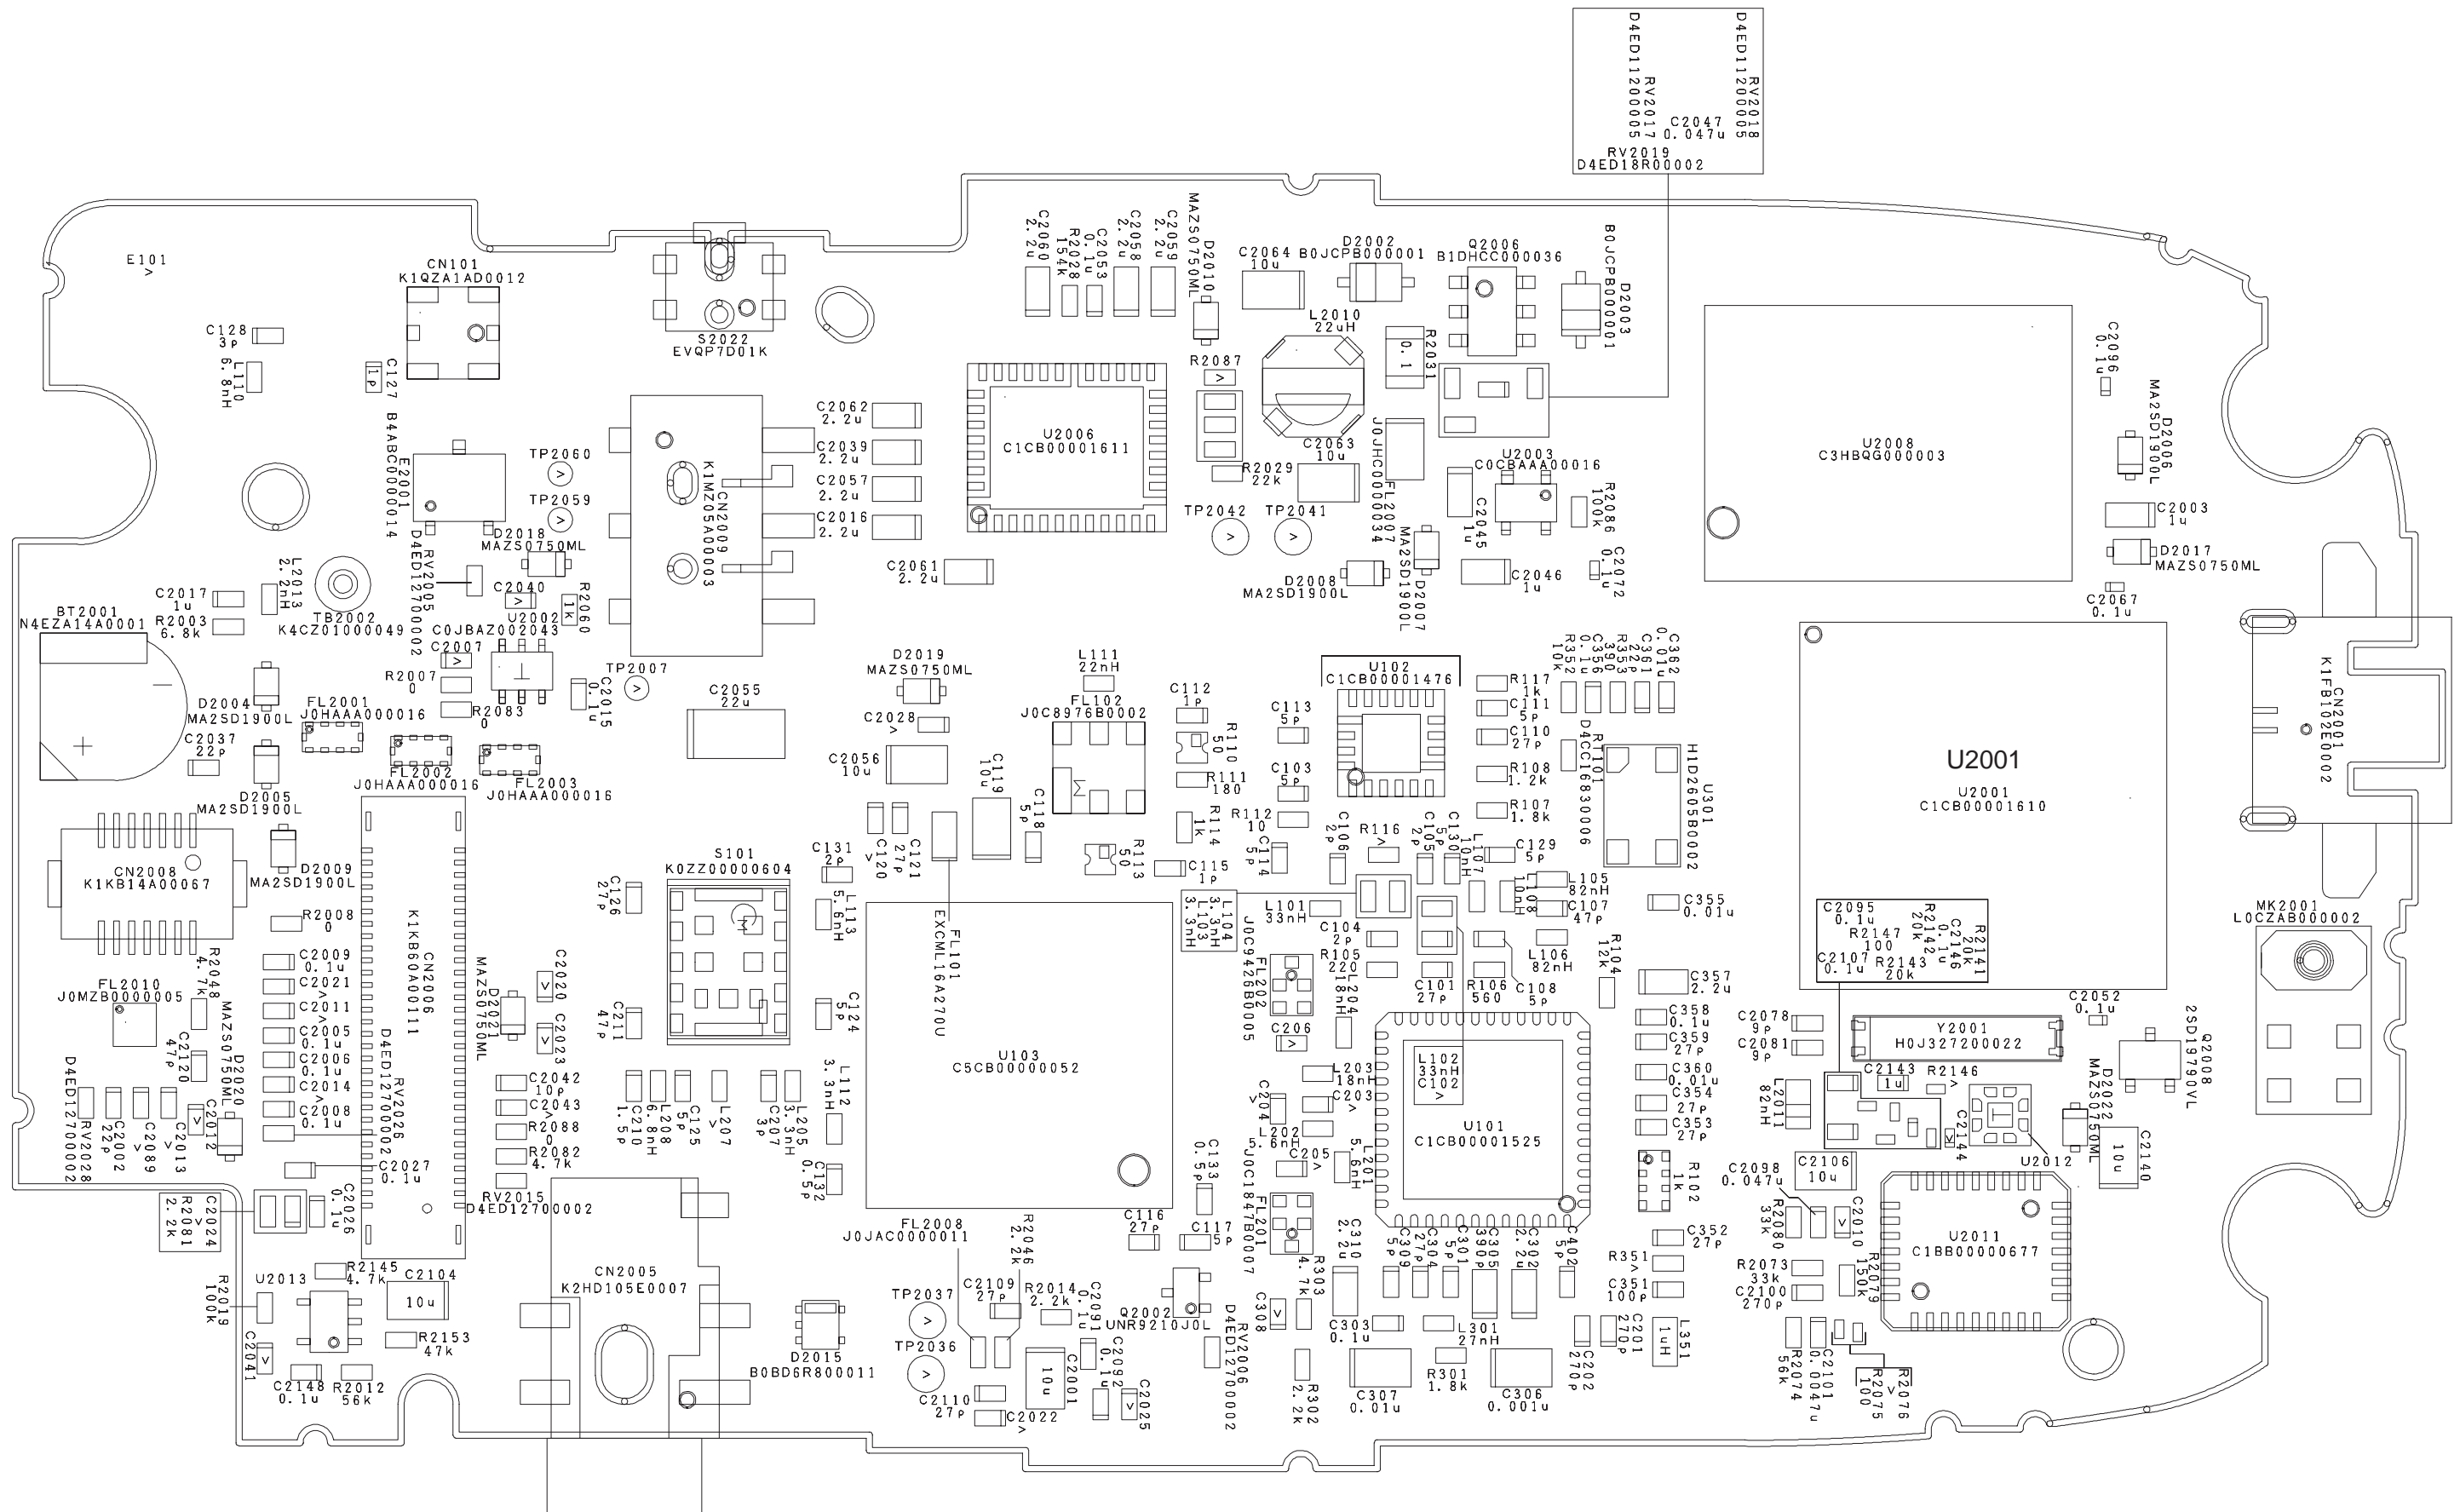 D4ED11200005
RV2017
C2047
0.047u
RV2018
D4ED11200005
RV2019
D4ED18R00002
E101
CN101
K1QZA1AD0012
C128
3p
L110
6.8nH
C127
1p
S2022
EVQP7D01K
C2060
2.2u
R2028
154k
C2053
0.1u
C2058
2.2u
C2059
2.2u
D2010
MAZS0750ML
C2064
10u
D2002
B0JCPB000001
Q2006
B1DHCC000036
D2003
B0JCPB000001
L2010
22uH
R2031
0.1
R2087
C2096
0.1u
D2006
MA2SD1900L
E2001
B4ABC0000014
TP2060
TP2059
K1MZ05A00003
CN2009
C2062
2.2u
C2039
2.2u
C2057
2.2u
C2016
2.2u
C2061
2.2u
U2006
C1CB00001611
R2029
22k
C2063
10u
J0JHC0000034
FL2007
U2003
C0CBAAA00016
C2045
1u
R2086
100k
U2008
C3HBQG000003
TP2042
TP2041
D2008
MA2SD1900L
D2007
MA2SD1900L
C2046
1u
C2072
0.1u
C2003
1u
D2017
MAZS0750ML
C2067
0.1u
D2018
MAZS0750ML
RV2005
D4ED12700002
C2040
R2060
1k
L2013
2.2nH
C2017
1u
R2003
6.8k
TB2002
K4CZ01000049
BT2001
N4EZA14A0001
U2002
C0JBAZ002043
C2007
R2007
0
R2083
0
C2015
0.1u
TP2007
D2004
MA2SD1900L
FL2001
J0HAAA000016
C2037
22p
FL2002
J0HAAA000016
FL2003
J0HAAA000016
D2005
MA2SD1900L
C2055
22u
D2019
MAZS0750ML
C2028
C2056
10u
C119
10u
L111
22nH
FL102
J0C8976B0002
C118
5p
C112
1p
R110
50
R111
180
R114
1k
R113
50
C115
1p
C113
5p
C103
5p
R112
10
C114
5p
U102
C1CB00001476
R117
1k
C111
5p
C110
27p
R108
1.2k
R107
1.8k
R352
10k
C356
0.1u
R353
390
C361
22p
C362
0.01u
RT101
D4CC16830006
U301
H1D2605B0002
U2001
U2001
C1CB00001610
CN2001
K1FB102E0002
CN2008
K1KB14A00067
D2009
MA2SD1900L
R2008
0
K1KB60A00111
CN2006
S101
K0ZZ00000604
C126
27p
C131
2p
L113
5.6nH
C120
C121
27p
FL101
EXCML16A270U
C106
2p
R116
C105
2p
C130
5p
L107
10nH
C129
5p
L108
10nH
L105
82nH
C107
47p
L106
82nH
C355
0.01u
L104
3.3nH
L103
3.3nH
L101
33nH
C104
2p
R105
220
C101
27p
R106
560
C108
5p
R104
12k
C357
2.2u
J0C9426B0005
FL202
L204
18nH
C206
C2095
0.1u
R2147
100
C2107
0.1u
R2143
20k
R2142
20k
C2146
0.1u
R2141
20k
MK2001
L0CZAB000002
R2048
4.7k
C2009
0.1u
C2021
C2011
C2005
0.1u
C2006
0.1u
C2014
C2008
0.1u
FL2010
J0MZB0000005
C2120
47p
D2020
MAZS0750ML
D4ED12700002
RV2028
C2002
22p
C2089
C2013
C2012
D4ED12700002
RV2026
C2027
0.1u
C2026
0.1u
C2024
R2081
2.2k
D2021
MAZS0750ML
C2020
C2023
C2042
10p
C2043
R2088
0
R2082
4.7k
RV2015
D4ED12700002
C211
47p
C124
5p
L112
3.3nH
C210
1.5p
L208
6.8nH
C125
5p
L207
C207
3p
L205
3.3nH
C132
0.5p
U103
C5CB00000052
C133
0.5p
C116
27p
C117
5p
L203
18nH
C203
C204
L202
5.6nH
C205
L201
5.6nH
J0C1847B0007
FL201
L102
33nH
C102
U101
C1CB00001525
C358
0.1u
C359
27p
C360
0.01u
C354
27p
C353
27p
R102
1k
C352
27p
R351
C351
100p
C2078
9p
C2081
9p
Y2001
H0J327200022
C2052
0.1u
Q2008
2SD19790VL
C2143
1u
R2146
L2011
82nH
C2144
U2012
D2022
MAZS0750ML
C2140
10u
C2106
10u
C2098
0.047u
C2010
R2080
33k
R2073
33k
C2100
270p
R2079
150k
U2011
C1BB00000677
R2074
56k
C2101
0.0047u
R2075
100
R2076
R2019
100k
U2013
R2145
4.7k
C2104
10u
R2153
47k
C2041
C2148
0.1u
R2012
56k
CN2005
K2HD105E0007
D2015
B0BD6R800011
FL2008
J0JAC0000011
R2046
2.2k
TP2037
TP2036
C2109
27p
R2014
2.2k
C2091
0.1u
C2110
27p
C2022
C2001
10u
C2092
0.1u
C2025
Q2002
UNR9210J0L
RV2006
D4ED12700002
C308
R303
4.7k
R302
2.2k
C310
2.2u
C309
5p
C304
27p
C301
5p
C305
390p
C302
2.2u
C402
5p
C303
0.1u
L301
27nH
R301
1.8k
C307
0.01u
C306
0.001u
C202
270p
C201
270p
L351
1uH